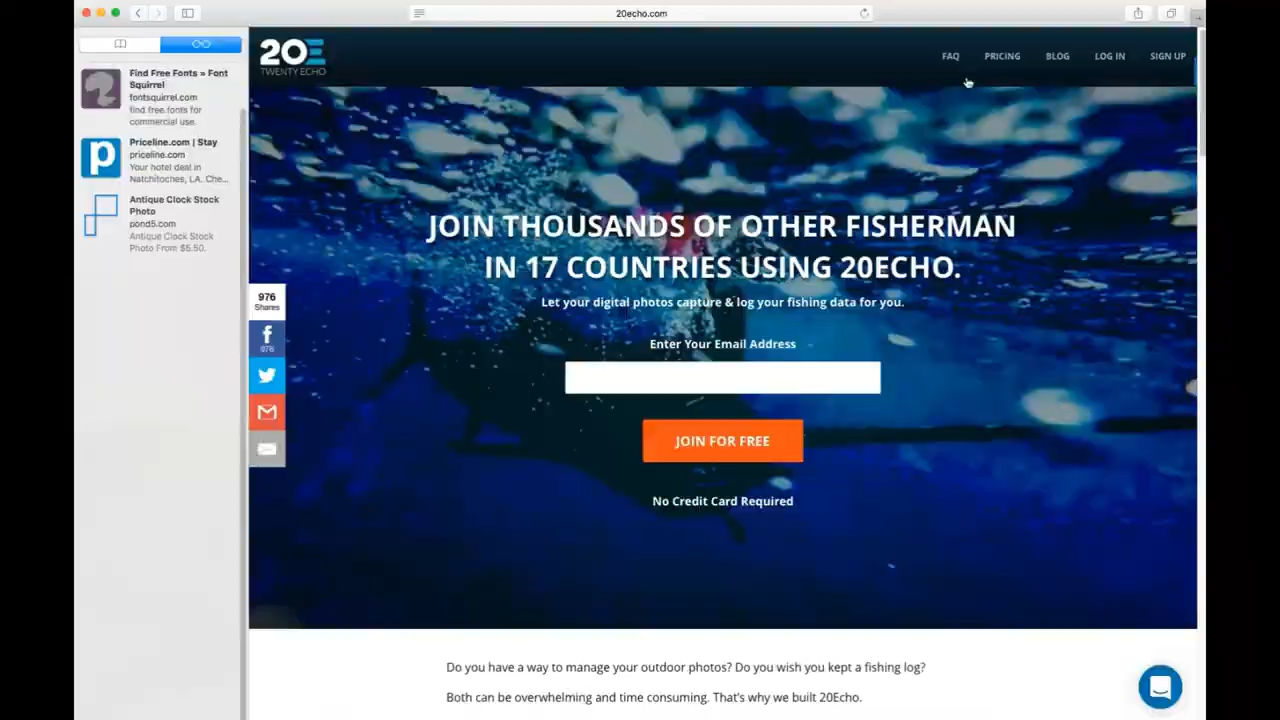 20echo.com
Find Free Fonts » Font
Squirrel
fontsquirrel.com
find free fonts for
commercial use.
Priceline.com | Stay
priceline.com
Your hotel deal in
Natchitoches, LA. Che...
Antique Clock Stock
Photo
pond5.com
Antique Clock Stock
Photo From $5.50.
20E
TWENTY ECHO
FAQ PRICING BLOG LOG IN SIGN UP
JOIN THOUSANDS OF OTHER FISHERMAN
IN 17 COUNTRIES USING 20ECHO.
Let your digital photos capture & log your fishing data for you.
Enter Your Email Address
JOIN FOR FREE
No Credit Card Required
976
Shares
976
Do you have a way to manage your outdoor photos? Do you wish you kept a fishing log?
Both can be overwhelming and time consuming. That's why we built 20Echo.